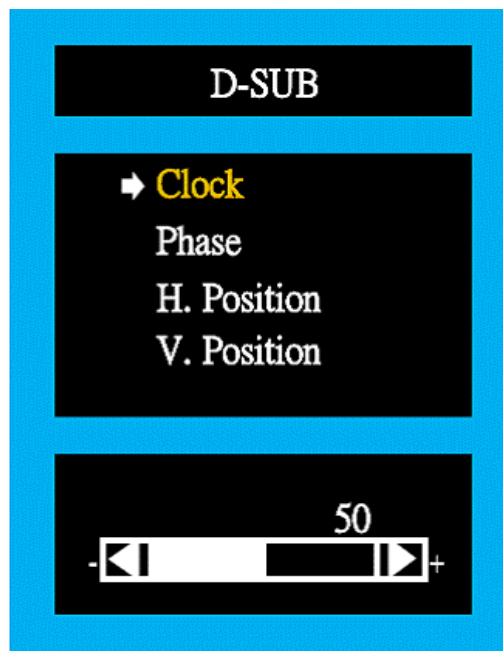 D-SUB
Clock
Phase
H. Position
V. Position
50
- +